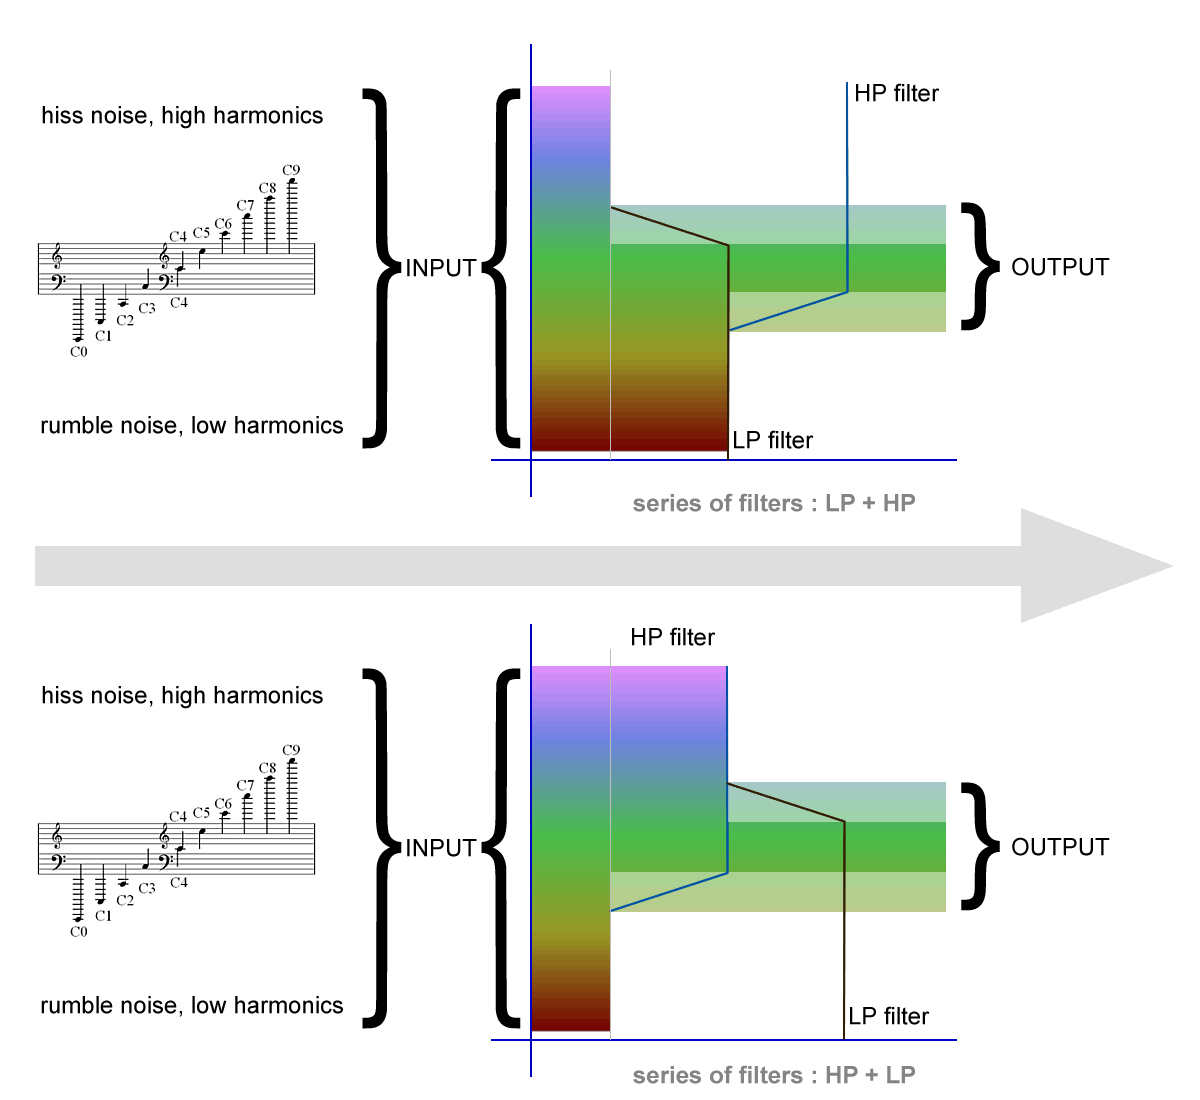 HP filter
hiss noise, high harmonics
C9
C8
C7
C6
C5
C4
INPUT
OUTPUT
C4
C3
C2
C1
C0
rumble noise, low harmonics
LP filter
series of filters : LP + HP
HP filter
hiss noise, high harmonics
C9
C8
C7
C6
C5
C4
INPUT
OUTPUT
C4
C3
C2
C1
C0
rumble noise, low harmonics
LP filter
series of filters : HP + LP